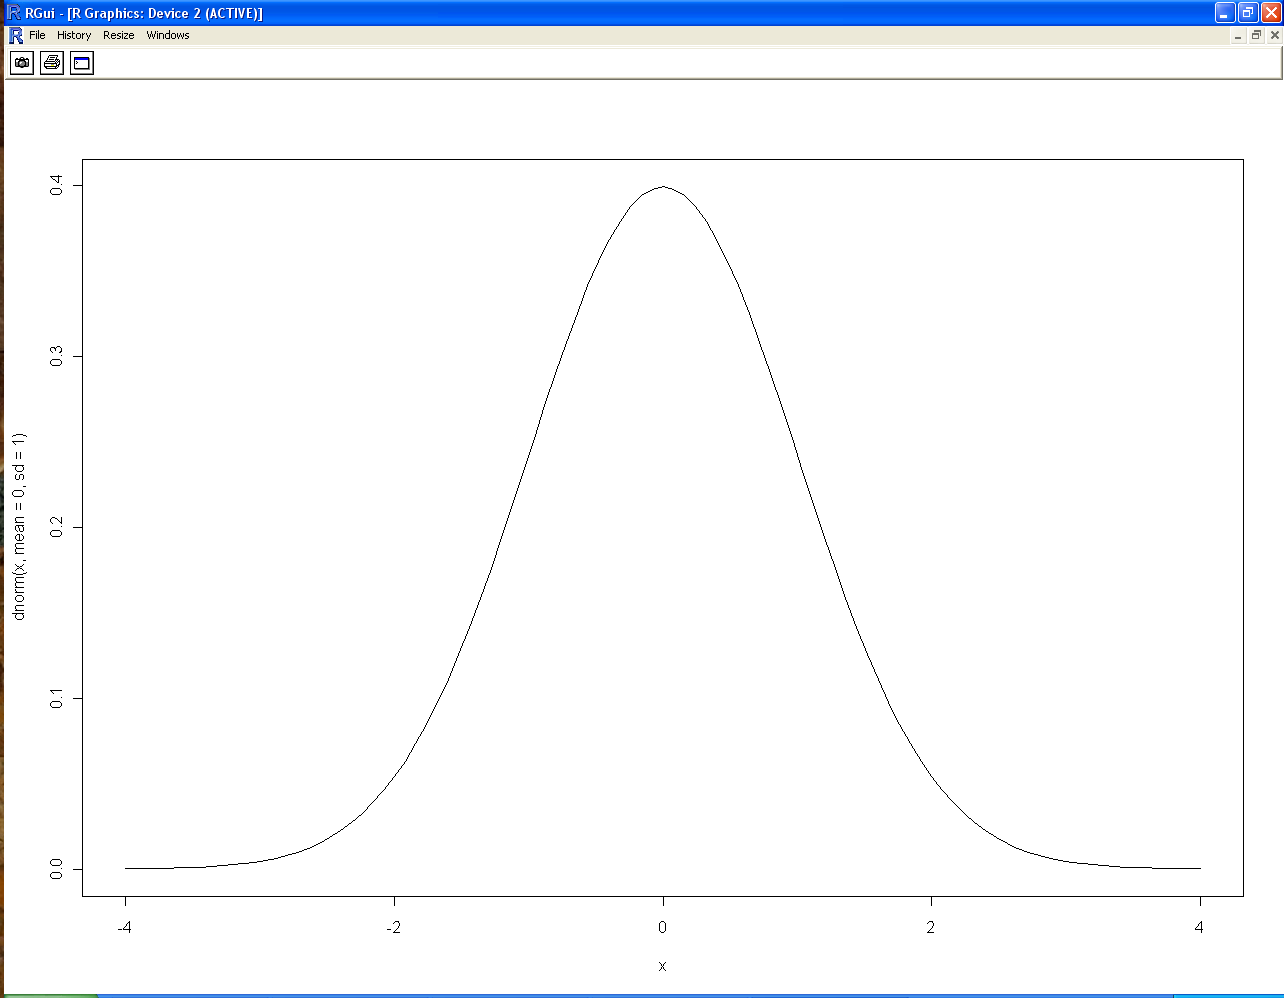 RGui - [R Graphics: Device 2 (ACTIVE)]
File History Resize Windows
dnorm(x, mean = 0, sd = 1)
0.4
0.3
0.2
0.1
0.0
-4 -2 0 2 4
x